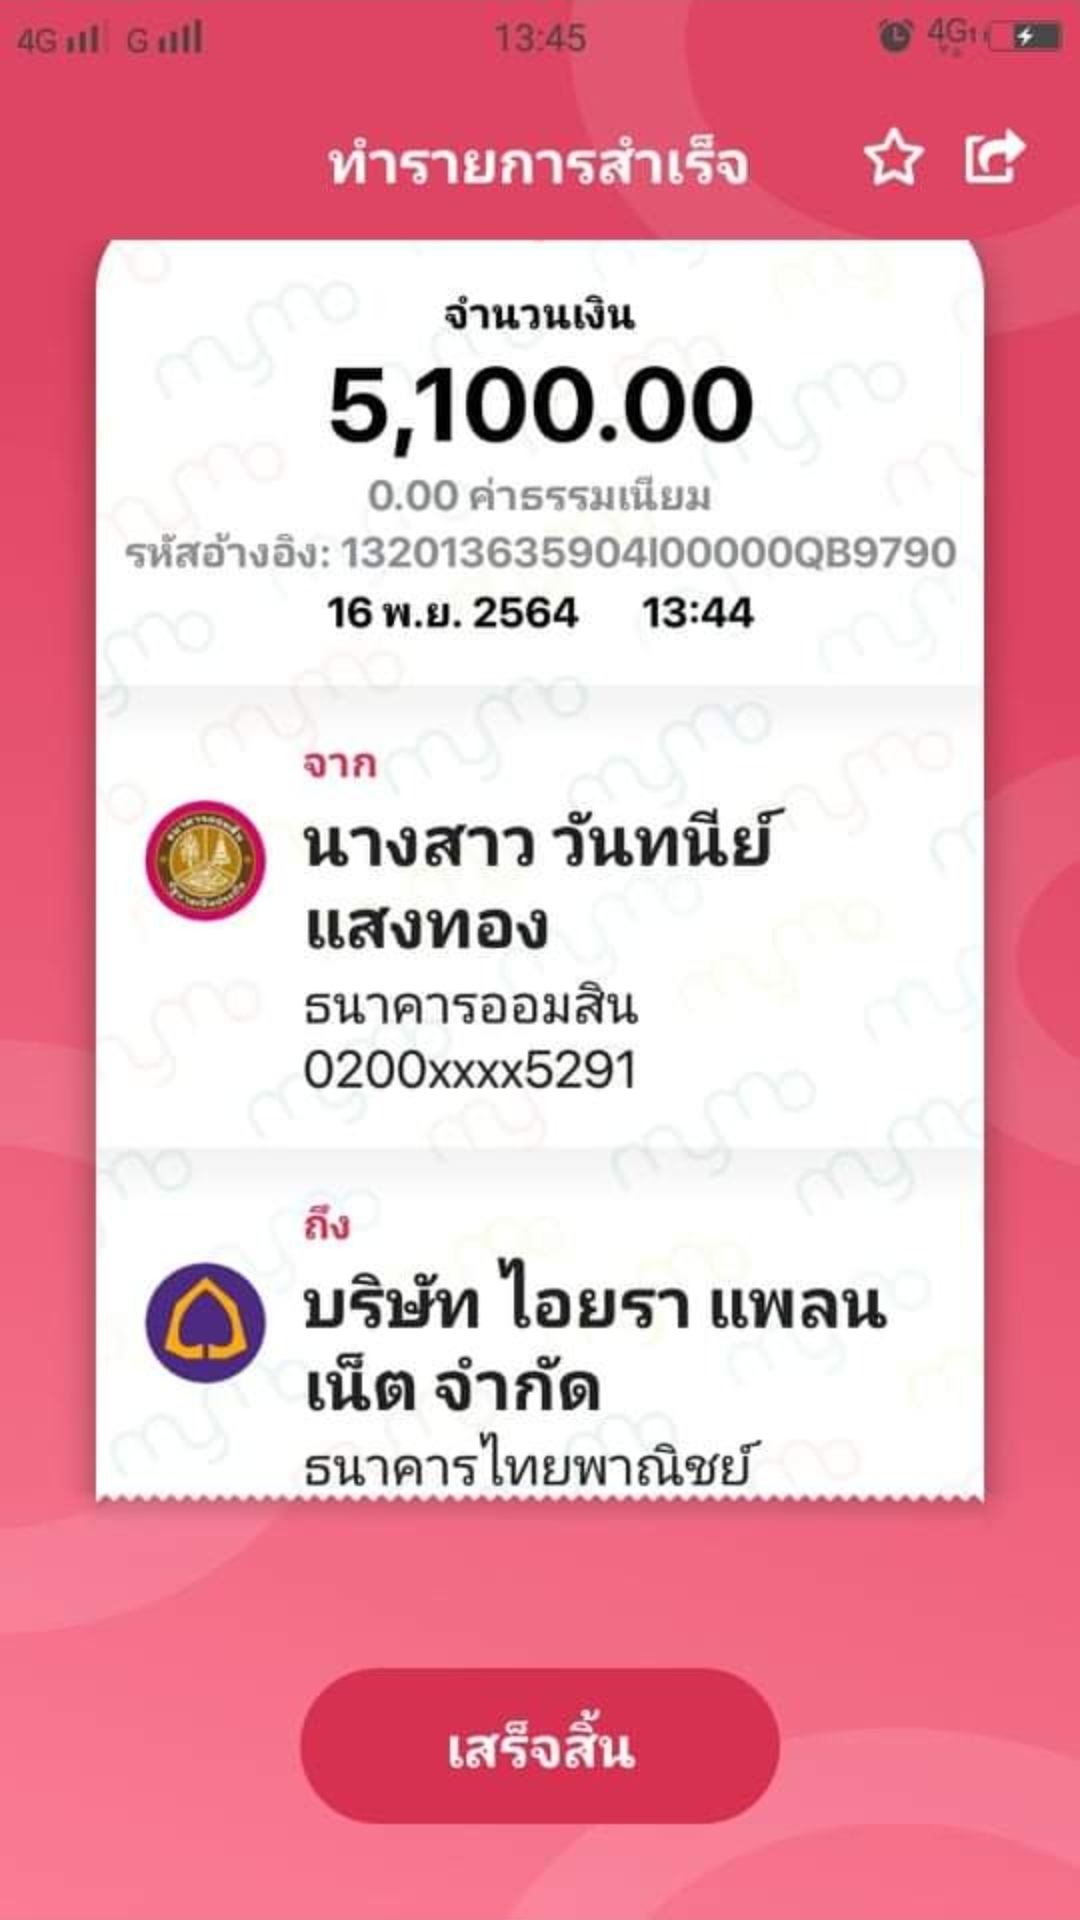 4G G 13:45 4G1
ทำรายการสำเร็จ
จำนวนเงิน
5,100.00
0.00 ค่าธรรมเนียม
รหัสอ้างอิง: 132013635904I00000QB9790
16 พ.ย. 2564 13:44
จาก
นางสาว วันทนีย์
แสงทอง
ธนาคารออมสิน
0200xxxx5291
ถึง
บริษัท ไอยรา แพลน
เน็ต จำกัด
ธนาคารไทยพาณิชย์
เสร็จสิ้น